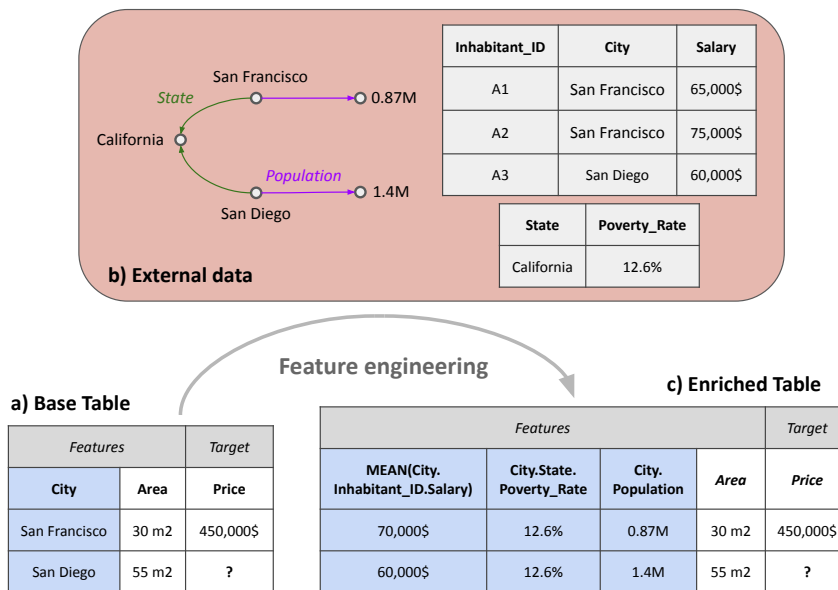 San Francisco
State
0.87M
California
Population
1.4M
San Diego
Inhabitant_ID City Salary
A1 San Francisco 65,000$
A2 San Francisco 75,000$
A3 San Diego 60,000$
State Poverty_Rate
California 12.6%
b) External data
Feature engineering
a) Base Table
Features Target
City Area Price
San Francisco 30 m2 450,000$
San Diego 55 m2 ?
c) Enriched Table
Features Target
MEAN(City.
Inhabitant_ID.Salary)
City.State.
Poverty_Rate
City.
Population
Area
Price
70,000$ 12.6% 0.87M 30 m2 450,000$
60,000$ 12.6% 1.4M 55 m2 ?